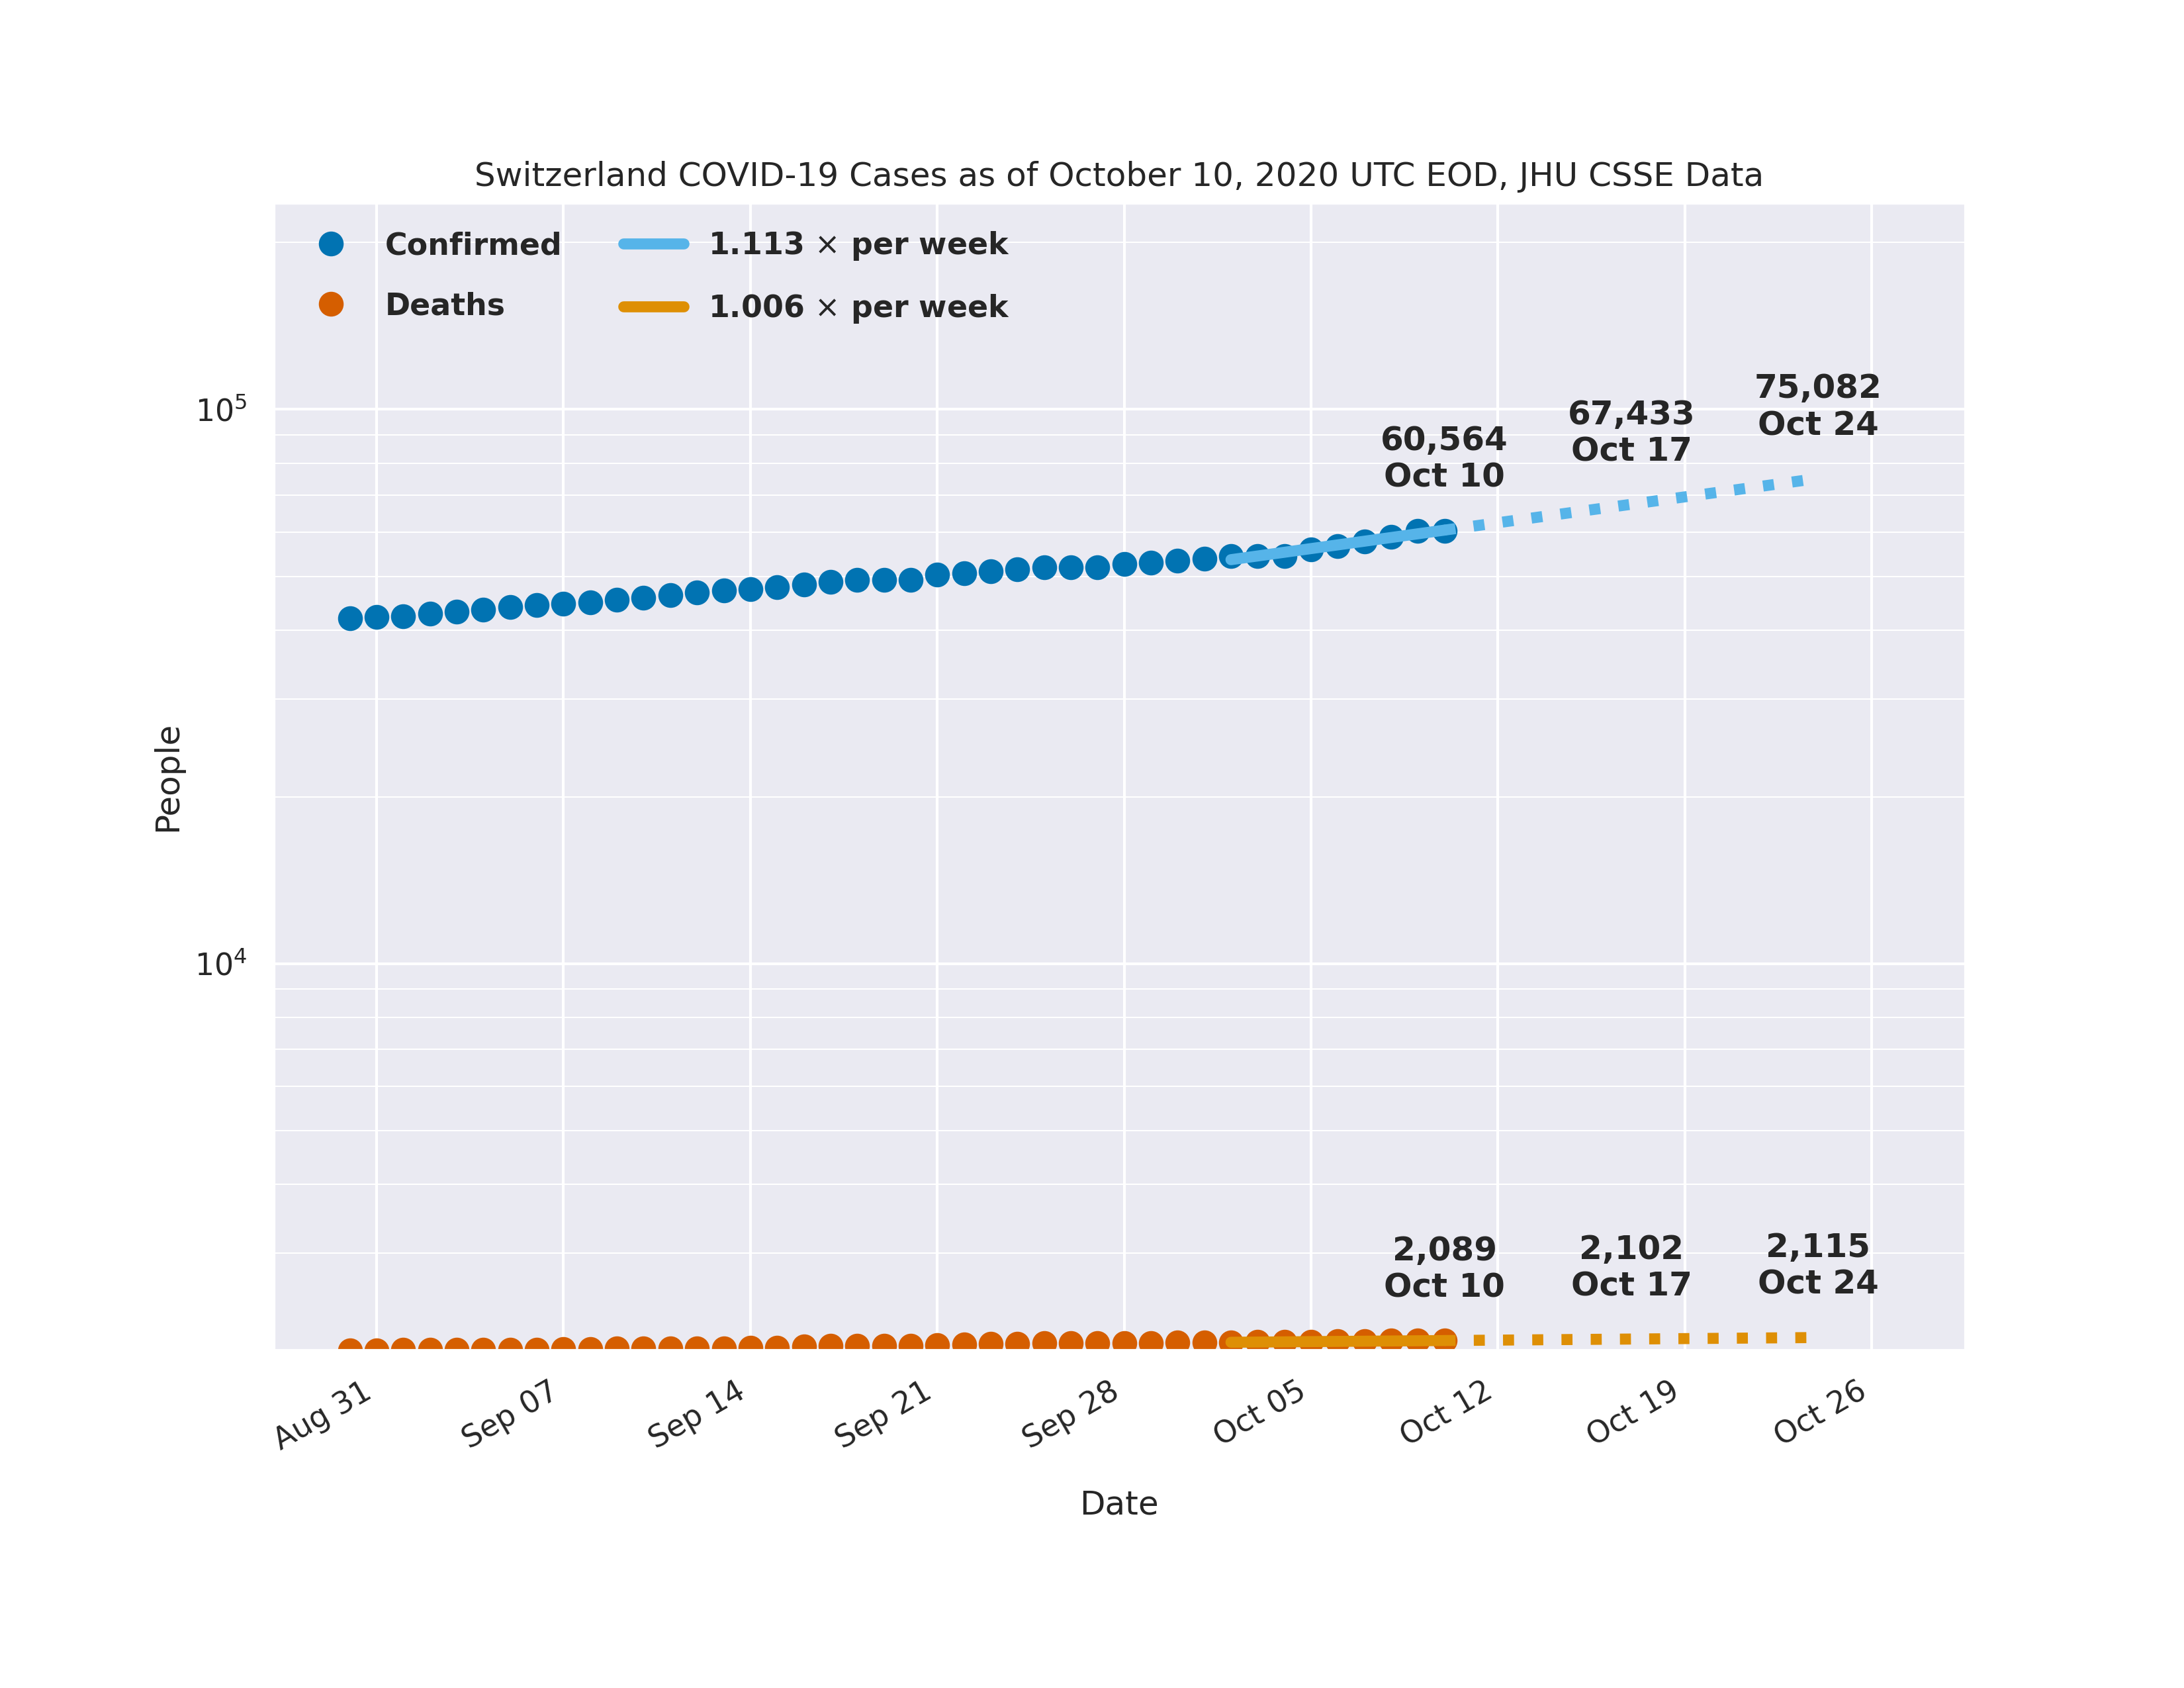 Switzerland COVID-19 Cases as of October 10, 2020 UTC EOD, JHU CSSE Data
Confirmed
Deaths
1.113 × per week
1.006 × per week
10⁵
10⁴
People
60,564
Oct 10
67,433
Oct 17
75,082
Oct 24
2,089
Oct 10
2,102
Oct 17
2,115
Oct 24
Aug 31
Sep 07
Sep 14
Sep 21
Sep 28
Oct 05
Oct 12
Oct 19
Oct 26
Date